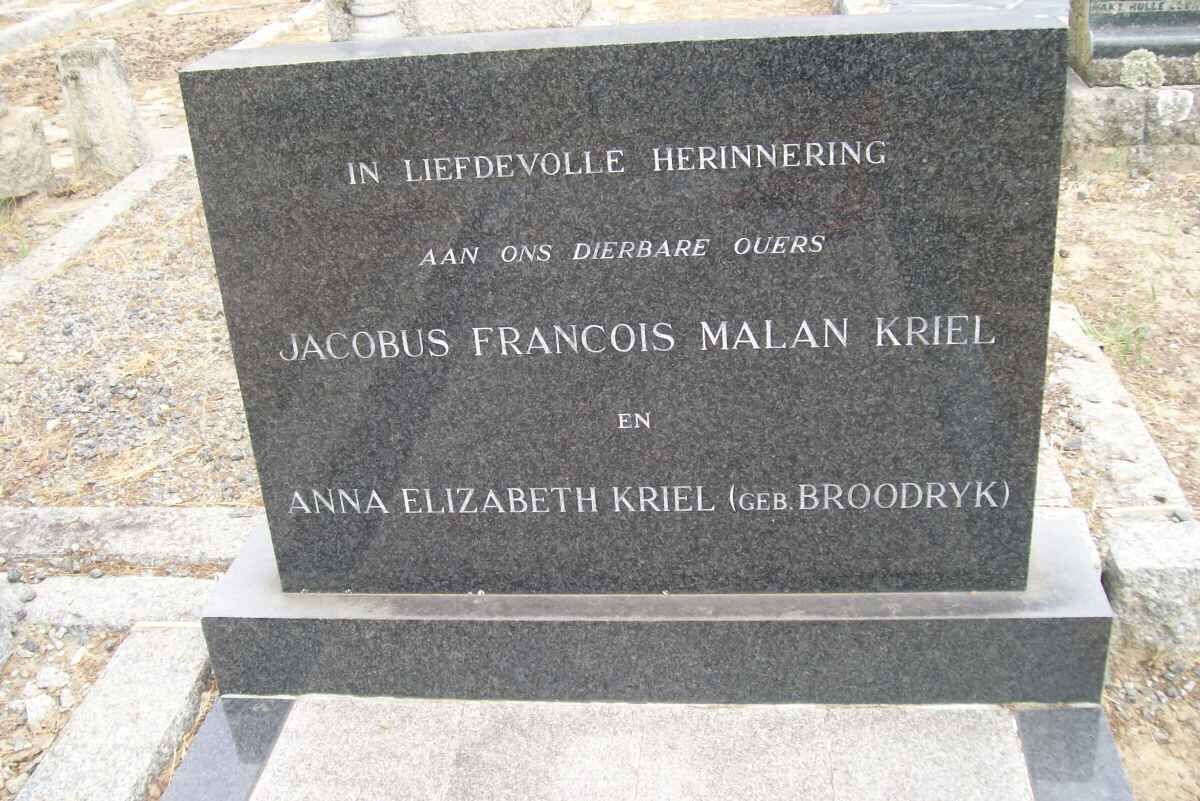 IN LIEFDEVOLLE HERINNERING
AAN ONS DIERBARE OUERS
JACOBUS FRANCOIS MALAN KRIEL
EN
ANNA ELIZABETH KRIEL (GEB. BROODRYK)